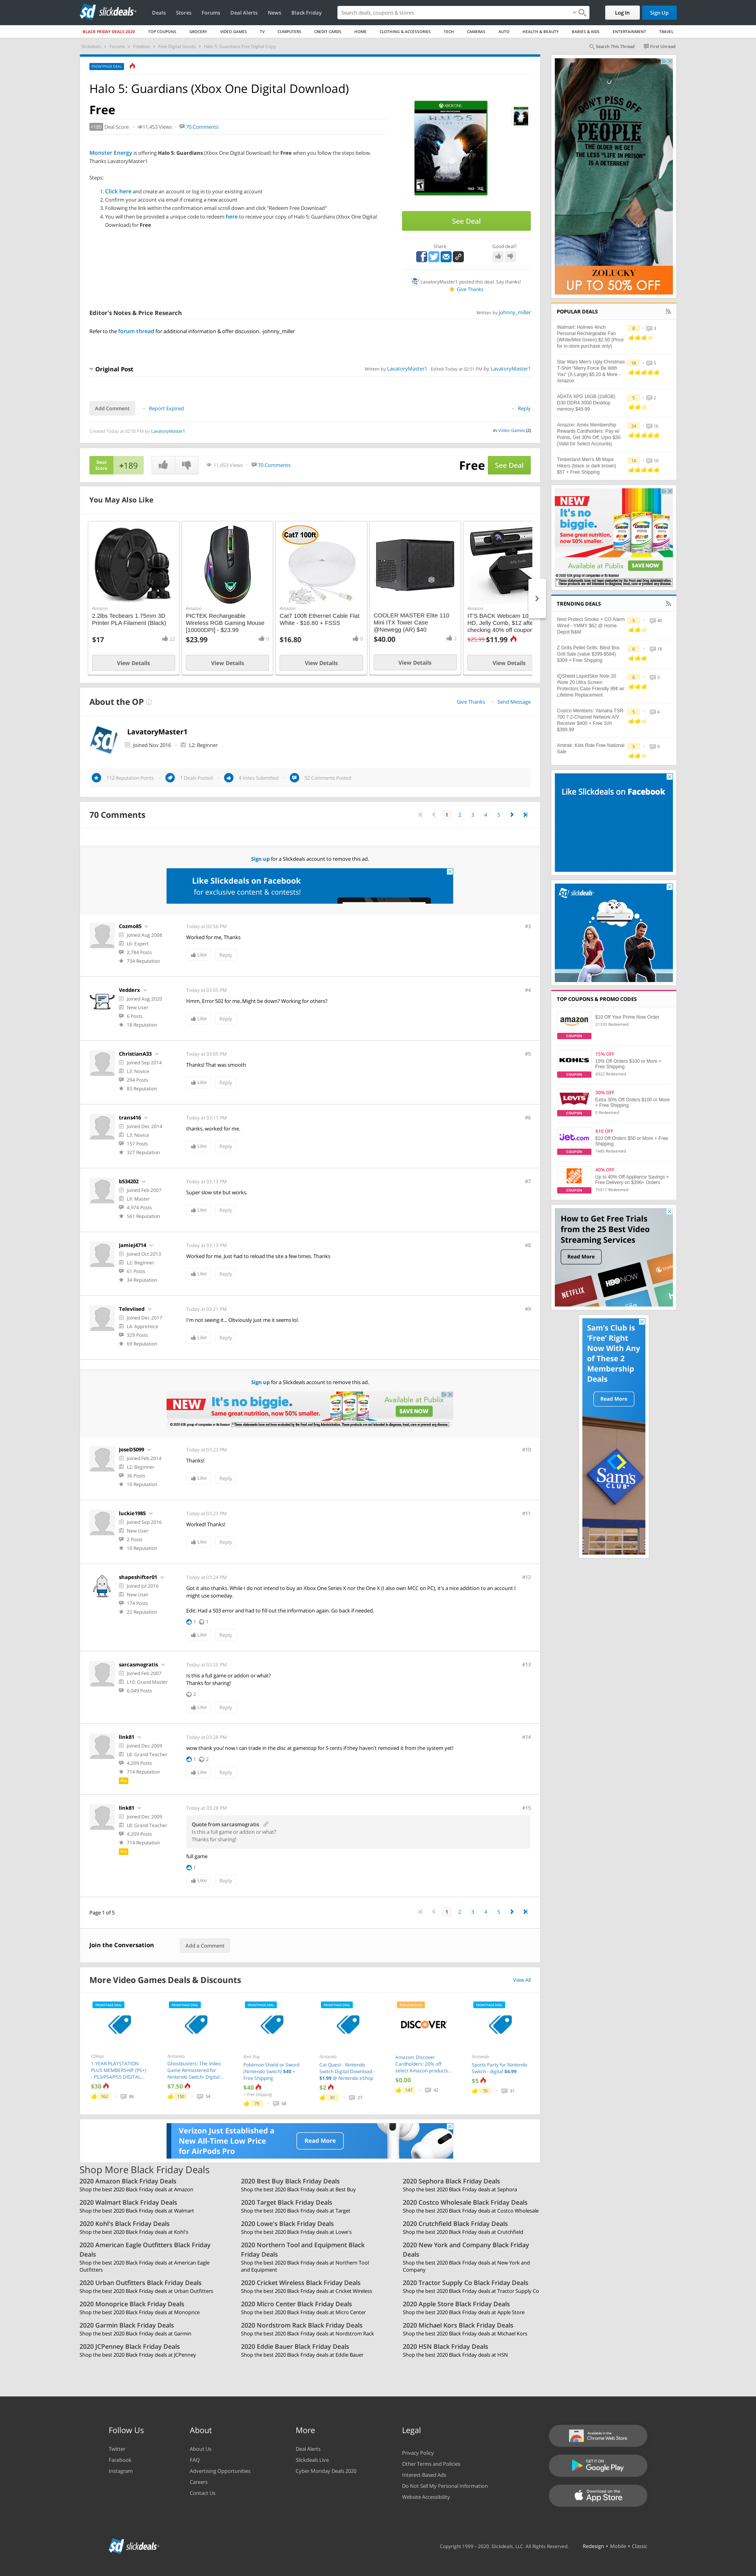 slickdeals
Deals Stores Forums Deal Alerts News Black Friday
Search deals, coupons & stores
Log In
Sign Up
BLACK FRIDAY DEALS 2020 TOP COUPONS GROCERY VIDEO GAMES TV COMPUTERS CREDIT CARDS HOME CLOTHING & ACCESSORIES TECH CAMERAS AUTO HEALTH & BEAUTY BABIES & KIDS ENTERTAINMENT TRAVEL
Slickdeals > Forums > Freebies > Free Digital Goods > Halo 5: Guardians Free Digital Copy
Search This Thread First Unread
FRONTPAGE DEAL
Halo 5: Guardians (Xbox One Digital Download)
Free
+189 Deal Score 11,453 Views 70 Comments
Monster Energy is offering Halo 5: Guardians (Xbox One Digital Download) for Free when you follow the steps below.
Thanks LavatoryMaster1
Steps:
1. Click here and create an account or log in to your existing account
2. Confirm your account via email if creating a new account
3. Following the link within the confirmation email scroll down and click "Redeem Free Download"
4. You will then be provided a unique code to redeem here to receive your copy of Halo 5: Guardians (Xbox One Digital
Download) for Free
See Deal
Share
Good deal?
LavatoryMaster1 posted this deal. Say thanks!
Give Thanks
Editor's Notes & Price Research
Written by johnny_miller
Refer to the forum thread for additional information & offer discussion. -johnny_miller
Original Post
Written by LavatoryMaster1 Edited Today at 02:51 PM by LavatoryMaster1
Add Comment
Report Expired
Reply
Created Today at 02:50 PM by LavatoryMaster1
in Video Games (2)
Deal Score +189
11,453 Views 70 Comments
Free
See Deal
You May Also Like
Amazon
2.2lbs Tecbears 1.75mm 3D
Printer PLA Filament (Black)
$17
22
View Details
Amazon
PICTEK Rechargeable
Wireless RGB Gaming Mouse
[10000DPI] - $23.99
$23.99
0
View Details
Cat7 100ft
Amazon
Cat7 100ft Ethernet Cable Flat
White - $16.80 + FSSS
$16.80
0
View Details
COOLER MASTER Elite 110
Mini ITX Tower Case
@Newegg (AR) $40
$40.00
2
View Details
Amazon
IT'S BACK Webcam 10
HD, Jelly Comb, $12 afte
checking 40% off coupor
$25.99 $11.99
View Details
About the OP
Give Thanks Send Message
LavatoryMaster1
Joined Nov 2016 L2: Beginner
112 Reputation Points 7 Deals Posted 4 Votes Submitted 52 Comments Posted
70 Comments
1 2 3 4 5
Sign up for a Slickdeals account to remove this ad.
Like Slickdeals on Facebook
for exclusive content & contests!
Cozmo85
Joined Aug 2008
L6: Expert
2,784 Posts
734 Reputation
Today at 02:56 PM
#3
Worked for me, Thanks
Like Reply
Vedderx
Joined Aug 2020
New User
6 Posts
18 Reputation
Today at 03:05 PM
#4
Hmm, Error 502 for me..Might be down? Working for others?
Like Reply
ChristianA33
Joined Sep 2014
L3: Novice
294 Posts
83 Reputation
Today at 03:09 PM
#5
Thanks! That was smooth
Like Reply
trans416
Joined Dec 2014
L3: Novice
157 Posts
327 Reputation
Today at 03:11 PM
#6
thanks. worked for me.
Like Reply
b534202
Joined Feb 2007
L9: Master
4,974 Posts
561 Reputation
Today at 03:13 PM
#7
Super slow site but works.
Like Reply
jamiej4714
Joined Oct 2013
L2: Beginner
61 Posts
34 Reputation
Today at 03:13 PM
#8
Worked for me. Just had to reload the site a few times. Thanks
Like Reply
Televiised
Joined Dec 2017
L4: Apprentice
329 Posts
69 Reputation
Today at 03:21 PM
#9
I'm not seeing it... Obviously just me it seems lol.
Like Reply
Sign up for a Slickdeals account to remove this ad.
NEW It's no biggie.
Same great nutrition, now 50% smaller.
Available at Publix
SAVE NOW
JoseD5099
Joined Feb 2014
L2: Beginner
36 Posts
10 Reputation
Today at 03:23 PM
#10
Thanks!
Like Reply
luckie1985
Joined Sep 2016
New User
2 Posts
10 Reputation
Today at 03:23 PM
#11
Worked! Thanks!
Like Reply
shapeshifter01
Joined Jul 2016
New User
174 Posts
22 Reputation
Today at 03:24 PM
#12
Got it also thanks. While I do not intend to buy an Xbox One Series X nor the One X (I also own MCC on PC), it's a nice addition to an account I
might use someday.
Edit: Had a 503 error and had to fill out the information again. Go back if needed.
1 1
Like Reply
sarcasmogratis
Joined Feb 2007
L10: Grand Master
6,049 Posts
Today at 03:25 PM
#13
Is this a full game or addon or what?
Thanks for sharing!
2
Like Reply
link81
Joined Dec 2009
L8: Grand Teacher
4,209 Posts
714 Reputation
Pro
Today at 03:28 PM
#14
wow thank you! now I can trade in the disc at gamestop for 5 cents if they haven't removed it from the system yet!
1 2
Like Reply
link81
Joined Dec 2009
L8: Grand Teacher
4,209 Posts
714 Reputation
Pro
Today at 03:29 PM
#15
Quote from sarcasmogratis
Is this a full game or addon or what?
Thanks for sharing!
full game
1
Like Reply
Page 1 of 5
1 2 3 4 5
Join the Conversation
Add a Comment
More Video Games Deals & Discounts
View All
FRONTPAGE DEAL
CDkeys
1-YEAR PLAYSTATION
PLUS MEMBERSHIP (PS+)
- PS3/PS4/PS5 DIGITAL...
$30
162 86
FRONTPAGE DEAL
Nintendo
Ghostbusters: The Video
Game Remastered for
Nintendo Switch- Digital...
$7.50
150 54
FRONTPAGE DEAL
Best Buy
Pokémon Shield or Sword
(Nintendo Switch) $40 +
Free Shipping
$40
+ Free Shipping
79 68
FRONTPAGE DEAL
Nintendo
Cat Quest - Nintendo
Switch Digital Download -
$1.99 @ Nintendo eShop
$2
81 27
DISCOVER
Amazon: Discover
Cardholders: 20% off
select Amazon products...
$0.00
147 42
FRONTPAGE DEAL
Nintendo
Sports Party for Nintendo
Switch - digital $4.99
$5
70 31
Verizon Just Established a
New All-Time Low Price
for AirPods Pro
Read More
Shop More Black Friday Deals
2020 Amazon Black Friday Deals
Shop the best 2020 Black Friday deals at Amazon
2020 Best Buy Black Friday Deals
Shop the best 2020 Black Friday deals at Best Buy
2020 Sephora Black Friday Deals
Shop the best 2020 Black Friday deals at Sephora
2020 Walmart Black Friday Deals
Shop the best 2020 Black Friday deals at Walmart
2020 Target Black Friday Deals
Shop the best 2020 Black Friday deals at Target
2020 Costco Wholesale Black Friday Deals
Shop the best 2020 Black Friday deals at Costco Wholesale
2020 Kohl's Black Friday Deals
Shop the best 2020 Black Friday deals at Kohl's
2020 Lowe's Black Friday Deals
Shop the best 2020 Black Friday deals at Lowe's
2020 Crutchfield Black Friday Deals
Shop the best 2020 Black Friday deals at Crutchfield
2020 American Eagle Outfitters Black Friday
Deals
Shop the best 2020 Black Friday deals at American Eagle
Outfitters
2020 Northern Tool and Equipment Black
Friday Deals
Shop the best 2020 Black Friday deals at Northern Tool
and Equipment
2020 New York and Company Black Friday
Deals
Shop the best 2020 Black Friday deals at New York and
Company
2020 Urban Outfitters Black Friday Deals
Shop the best 2020 Black Friday deals at Urban Outfitters
2020 Cricket Wireless Black Friday Deals
Shop the best 2020 Black Friday deals at Cricket Wireless
2020 Tractor Supply Co Black Friday Deals
Shop the best 2020 Black Friday deals at Tractor Supply Co
2020 Monoprice Black Friday Deals
Shop the best 2020 Black Friday deals at Monoprice
2020 Micro Center Black Friday Deals
Shop the best 2020 Black Friday deals at Micro Center
2020 Apple Store Black Friday Deals
Shop the best 2020 Black Friday deals at Apple Store
2020 Garmin Black Friday Deals
Shop the best 2020 Black Friday deals at Garmin
2020 Nordstrom Rack Black Friday Deals
Shop the best 2020 Black Friday deals at Nordstrom Rack
2020 Michael Kors Black Friday Deals
Shop the best 2020 Black Friday deals at Michael Kors
2020 JCPenney Black Friday Deals
Shop the best 2020 Black Friday deals at JCPenney
2020 Eddie Bauer Black Friday Deals
Shop the best 2020 Black Friday deals at Eddie Bauer
2020 HSN Black Friday Deals
Shop the best 2020 Black Friday deals at HSN
DON'T PISS OFF
OLD
PEOPLE
THE OLDER WE GET
THE LESS "LIFE IN PRISON"
IS A DETERRENT
ZOLUCKY
UP TO 50% OFF
POPULAR DEALS
Walmart: Holmes 4inch
Personal Rechargeable Fan
(White/Mint Green) $2.50 (Price
for in-store purchase only)
9 3
Star Wars Men's Ugly Christmas
T-Shirt "Merry Force Be With
You" (X-Large) $5.20 & More -
Amazon
16 5
ADATA XPG 16GB (2x8GB)
D30 DDR4 3000 Desktop
memory $49.99
5 2
Amazon: Amex Membership
Rewards Cardholders: Pay w/
Points, Get 30% Off, Upto $30
(Valid for Select Accounts)
24 16
Timberland Men's Mt Major
Hikers (black or dark brown)
$57 + Free Shipping
14 10
NEW
It's no
biggie.
Same great nutrition, now 50% smaller.
Available at Publix
SAVE NOW
TRENDING DEALS
Nest Protect Smoke + CO Alarm
Wired - YMMY $62 @ Home
Depot B&M
5 40
Z Grills Pellet Grills: Blind Box
Grill Sale (value $399-$584)
$309 + Free Shipping
6 18
IQShield LiquidSkin Note 20
/Note 20 Ultra Screen
Protectors Case Friendly 99¢ w/
Lifetime Replacement
6 3
Costco Members: Yamaha TSR-
700 7.2-Channel Network A/V
Receiver $400 + Free S/H
$399.99
5 4
Amtrak: Kids Ride Free National
Sale
5 9
Like Slickdeals on Facebook
slickdeals
TOP COUPONS & PROMO CODES
amazon
COUPON
$10 Off Your Prime Now Order
21333 Redeemed
KOHL'S
COUPON
15% OFF
15% Off Orders $100 or More +
Free Shipping
4322 Redeemed
LEVI'S
COUPON
30% OFF
Extra 30% Off Orders $100 or More
+ Free Shipping
9 Redeemed
Jet.com
COUPON
$10 OFF
$10 Off Orders $50 or More + Free
Shipping
1485 Redeemed
COUPON
40% OFF
Up to 40% Off Appliance Savings +
Free Delivery on $396+ Orders
75011 Redeemed
How to Get Free Trials
from the 25 Best Video
Streaming Services
Read More
NETFLIX
HBO
Sam's Club is
'Free' Right
Now With Any
of These 2
Membership
Deals
Read More
Sam's
CLUB
Follow Us
Twitter
Facebook
Instagram
About
About Us
FAQ
Advertising Opportunities
Careers
Contact Us
More
Deal Alerts
Slickdeals Live
Cyber Monday Deals 2020
Legal
Privacy Policy
Other Terms and Policies
Interest-Based Ads
Do Not Sell My Personal Information
Website Accessibility
Available in the
Chrome Web Store
GET IT ON
Google Play
Download on the
App Store
slickdeals
Copyright 1999 - 2020. Slickdeals, LLC. All Rights Reserved.
Redesign • Mobile • Classic